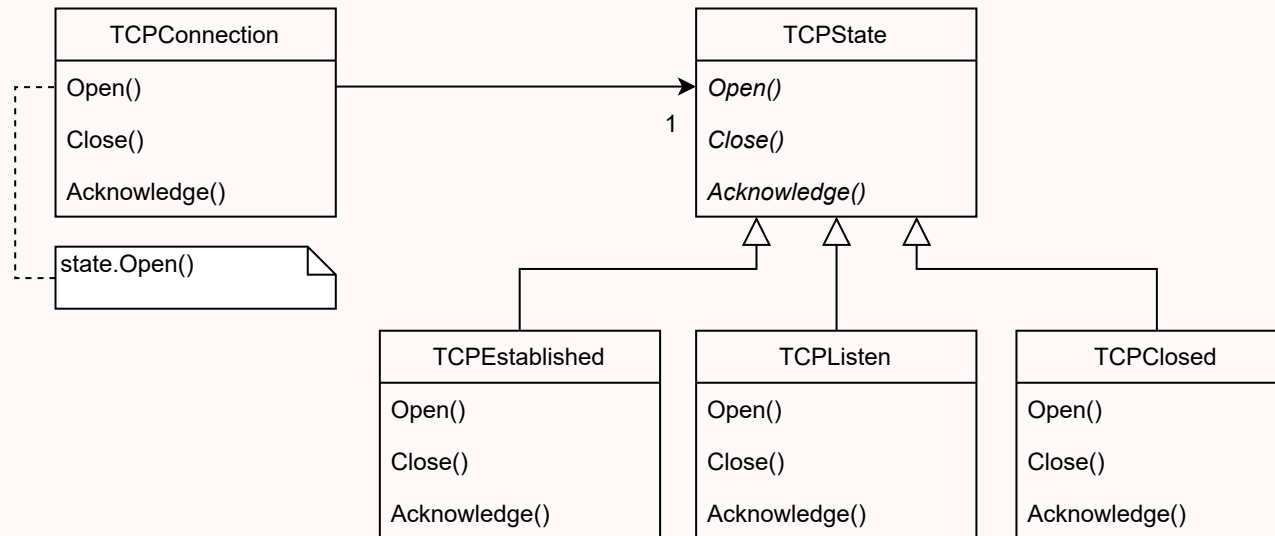 TCPConnection
Open()
Close()
Acknowledge()
state.Open()
1
TCPState
Open()
Close()
Acknowledge()
TCPEstablished
Open()
Close()
Acknowledge()
TCPListen
Open()
Close()
Acknowledge()
TCPClosed
Open()
Close()
Acknowledge()